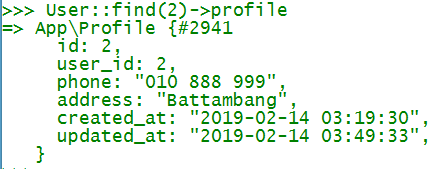 >>> User::find(2)->profile
=> App\Profile {#2941
id: 2,
user_id: 2,
phone: "010 888 999",
address: "Battambang",
created_at: "2019-02-14 03:19:30",
updated_at: "2019-02-14 03:49:33",
}